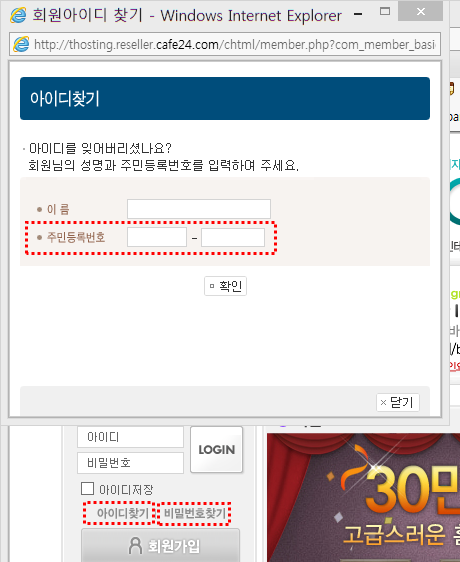 회원아이디 찾기 - Windows Internet Explorer
http://thosting.reseller.cafe24.com/chtml/member.php?com_member_basi
아이디찾기
· 아이디를 잊어버리셨나요?
회원님의 성명과 주민등록번호를 입력하여 주세요.
이 름
주민등록번호 -
확인
× 닫기
아이디
비밀번호
LOGIN
아이디저장
아이디찾기 비밀번호찾기
회원가입
30만
고급스러운 홈